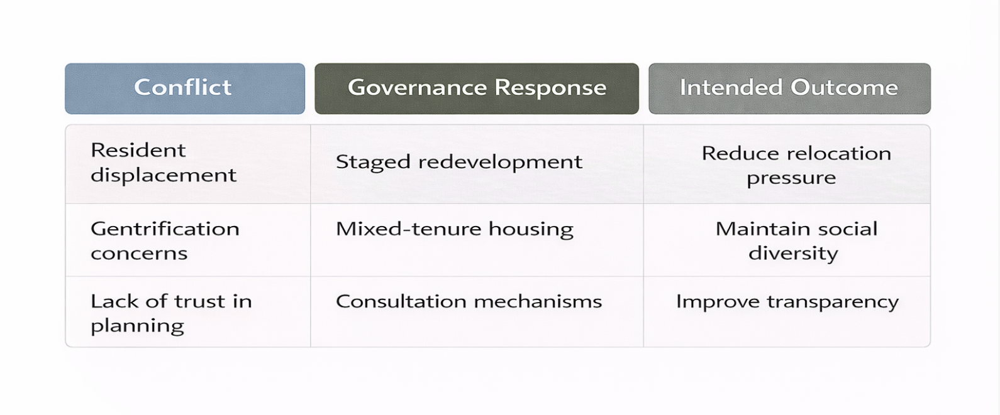 Conflict
Governance Response
Intended Outcome
Resident
displacement
Staged redevelopment
Reduce relocation
pressure
Gentrification
concerns
Mixed-tenure housing
Maintain social
diversity
Lack of trust in
planning
Consultation mechanisms
Improve transparency